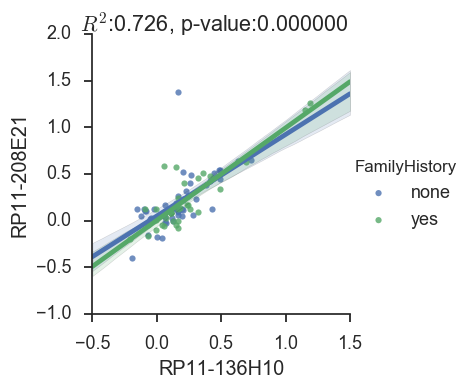 R²:0.726, p-value:0.000000
2.0
1.5
1.0
0.5
0.0
−0.5
−1.0
RP11-208E21
−0.5 0.0 0.5 1.0 1.5
RP11-136H10
FamilyHistory
none
yes